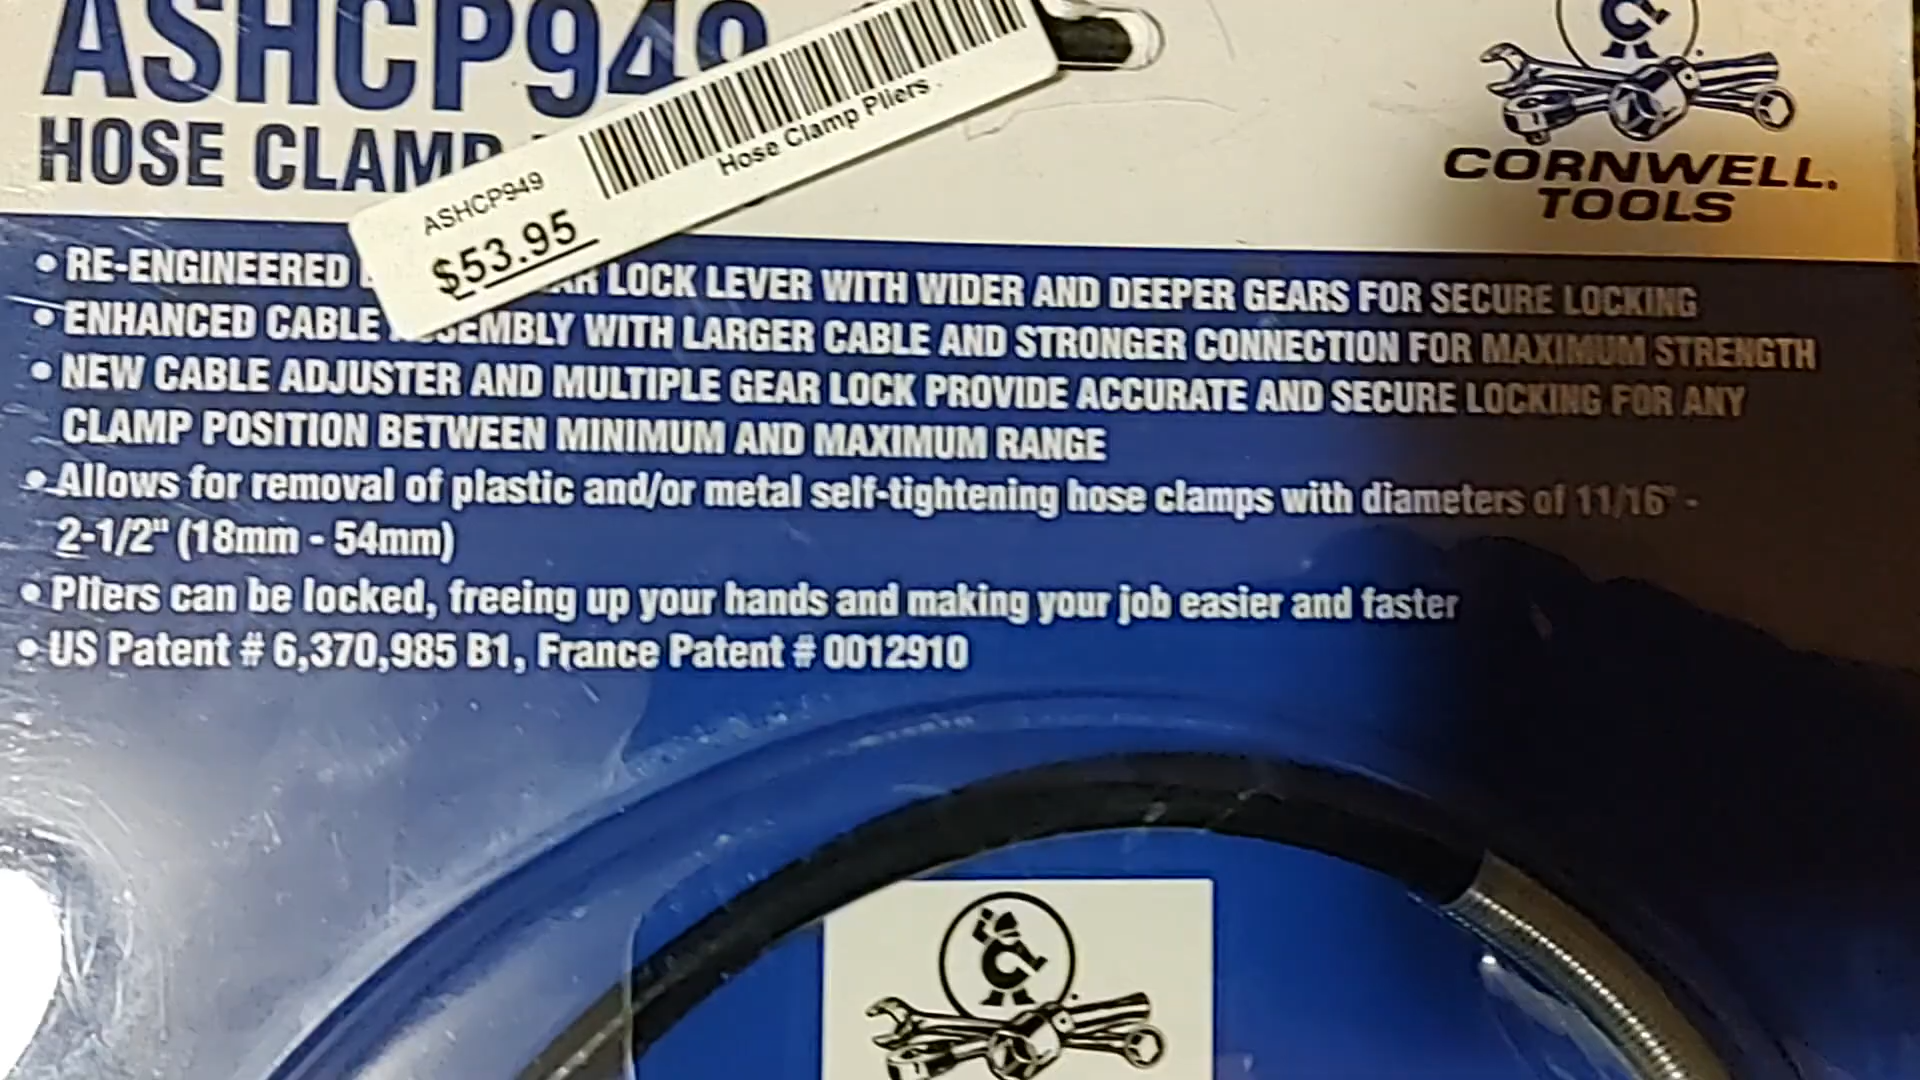 ASHCP949
HOSE CLAMP
Hose Clamp Pliers
ASHCP949
$53.95
CORNWELL.
TOOLS
• RE-ENGINEERED LOCK LEVER WITH WIDER AND DEEPER GEARS FOR SECURE LOCKING
• ENHANCED CABLE ASSEMBLY WITH LARGER CABLE AND STRONGER CONNECTION FOR MAXIMUM STRENGTH
• NEW CABLE ADJUSTER AND MULTIPLE GEAR LOCK PROVIDE ACCURATE AND SECURE LOCKING FOR ANY
CLAMP POSITION BETWEEN MINIMUM AND MAXIMUM RANGE
• Allows for removal of plastic and/or metal self-tightening hose clamps with diameters of 11/16" -
2-1/2" (18mm - 54mm)
• Pliers can be locked, freeing up your hands and making your job easier and faster
• US Patent # 6,370,985 B1, France Patent # 0012910